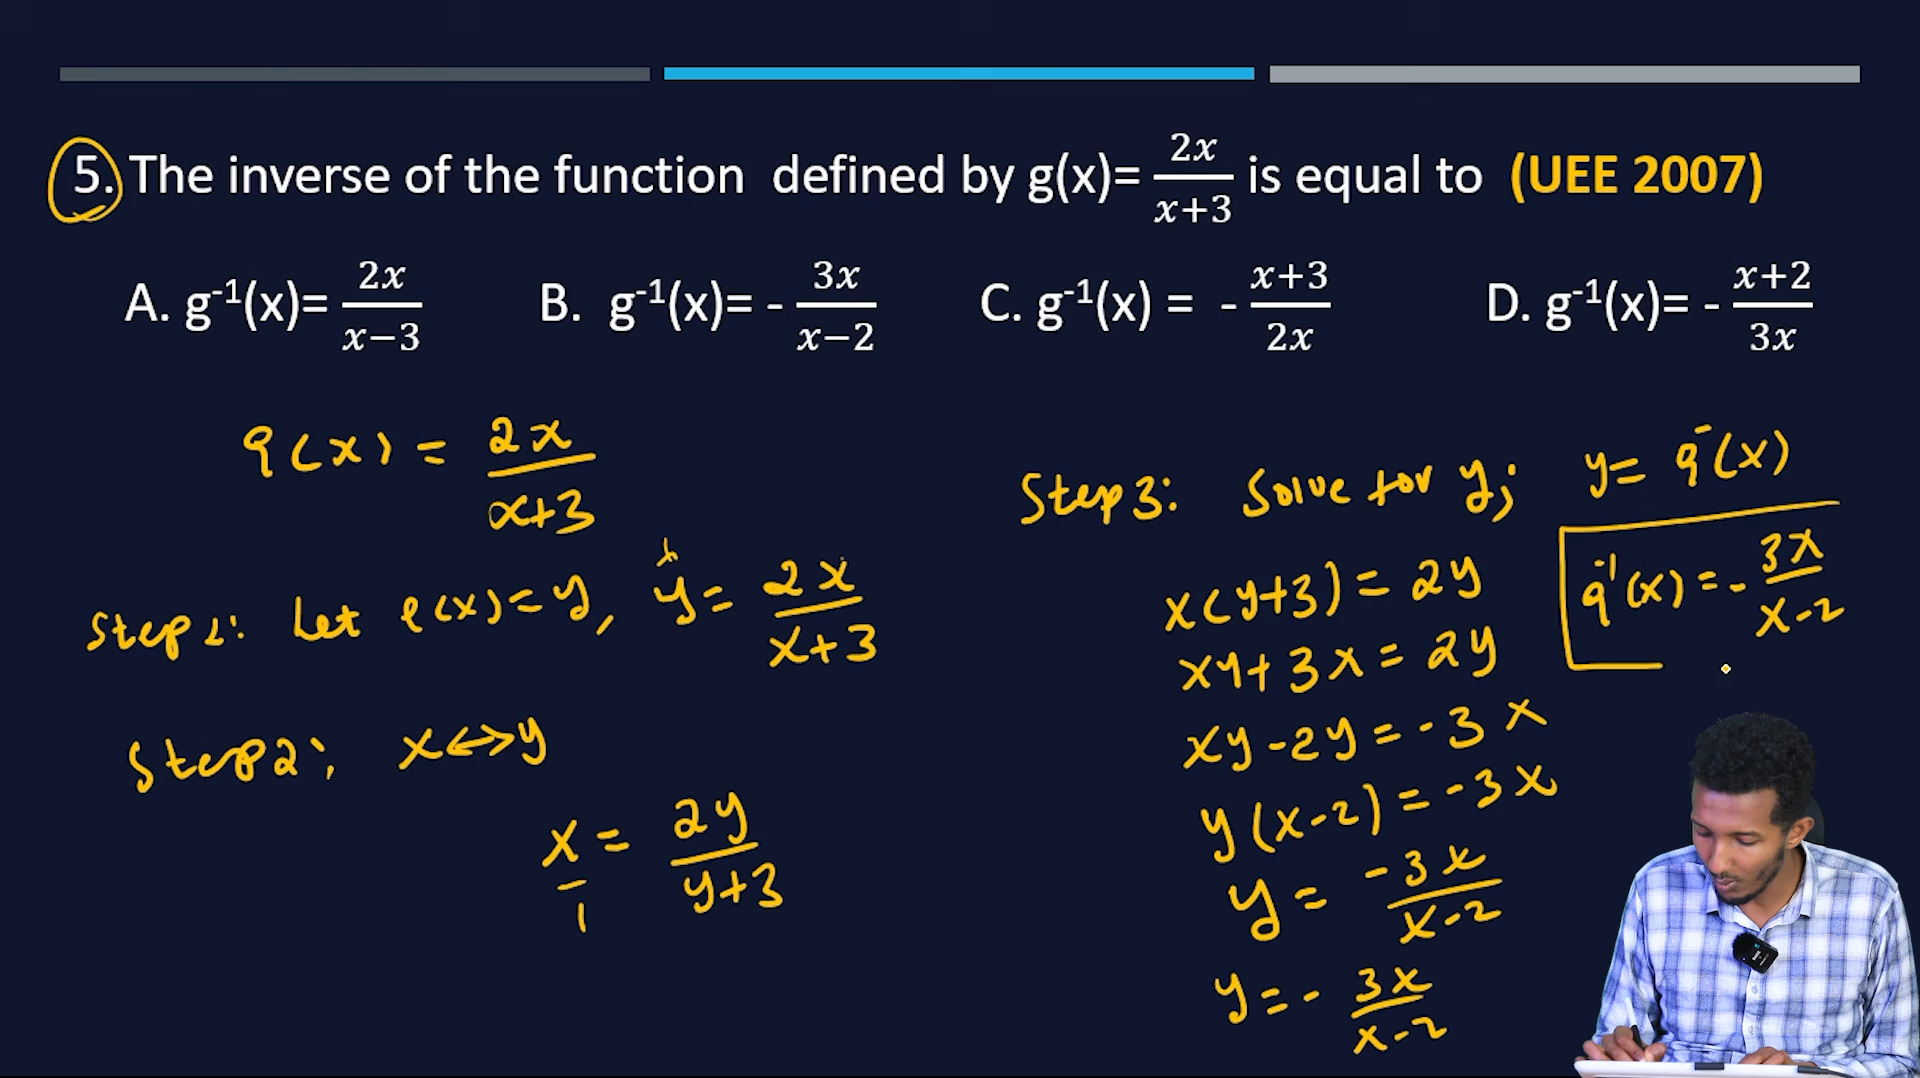 5. The inverse of the function defined by g(x)= 2x/x+3 is equal to (UEE 2007)
A. g⁻¹(x)= 2x/x−3
B. g⁻¹(x)= - 3x/x−2
C. g⁻¹(x) = - x+3/2x
D. g⁻¹(x)= - x+2/3x
g(x) = 2x/x+3
Step 1: Let g(x) = y, y = 2x/x+3
x
Step 2: x↔y
x/1 = 2y/y+3
Step 3: Solve for y;
x(y+3) = 2y
xy+3x = 2y
xy-2y = -3x
y(x-2) = -3x
y = -3x/x-2
y = - 3x/x-2
y = g⁻(x)
g⁻¹(x) = - 3x/x-2